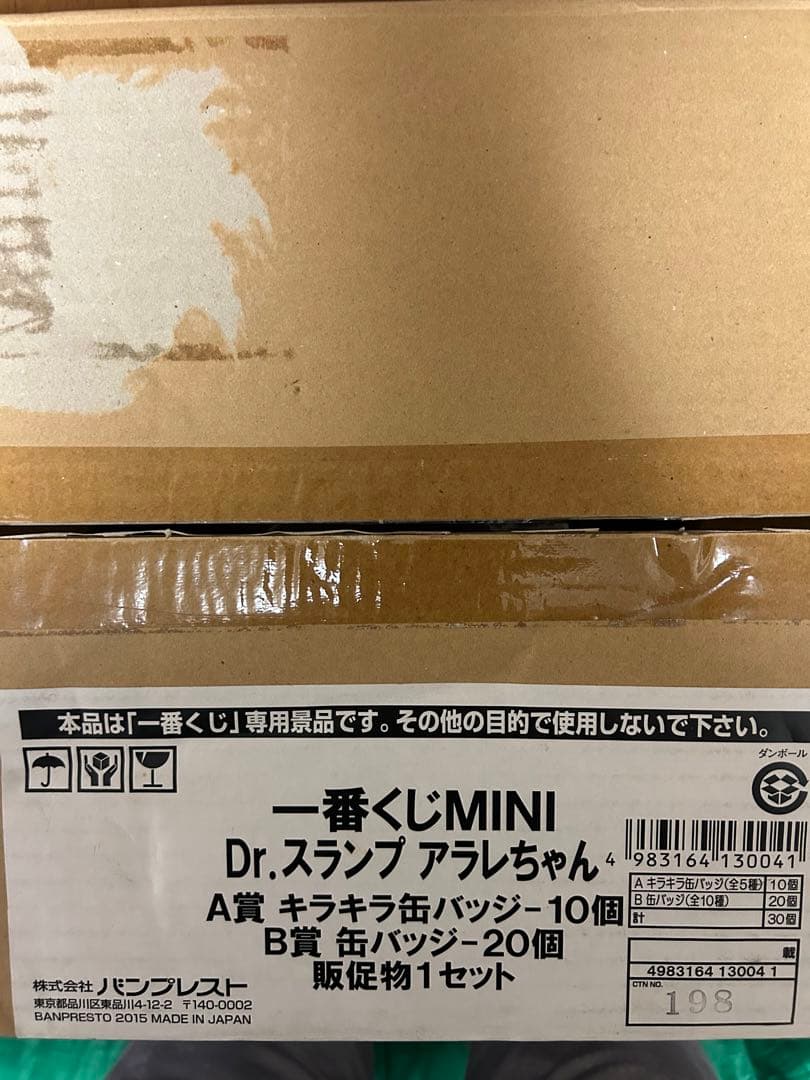 本品は「一番くじ」専用景品です。その他の目的で使用しないで下さい。
ダンボール
一番くじMINI
Dr.スランプ アラレちゃん
A賞 キラキラ缶バッジ-10個
B賞 缶バッジ-20個
販促物1セット
4 983164 130041
A キラキラ缶バッジ(全5種) 10個
B 缶バッジ(全10種) 20個
計 30個
載
4983164 13004 1
CTN NO.
198
株式会社 バンプレスト
東京都品川区東品川4-12-2 〒140-0002
BANPRESTO 2015 MADE IN JAPAN